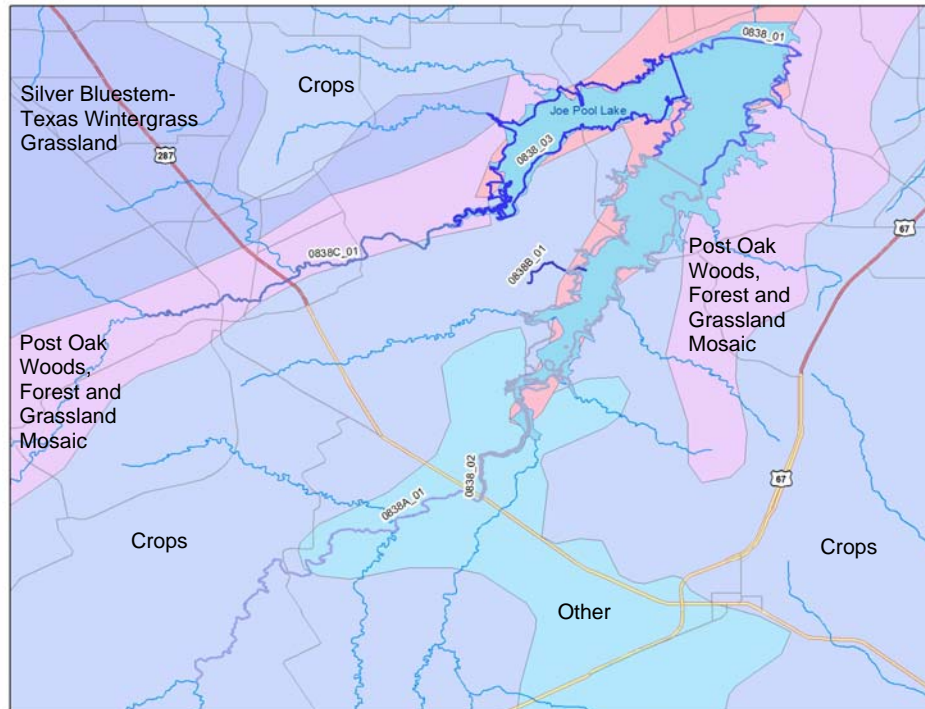 0838_01
Crops
Silver Bluestem-
Texas Wintergrass
Grassland
Joe Pool Lake
287
0838_03
67
0838C_01
0838B_01
Post Oak
Woods,
Forest and
Grassland
Mosaic
Post Oak
Woods,
Forest and
Grassland
Mosaic
0838_02
67
0838A_01
Crops
Crops
Other